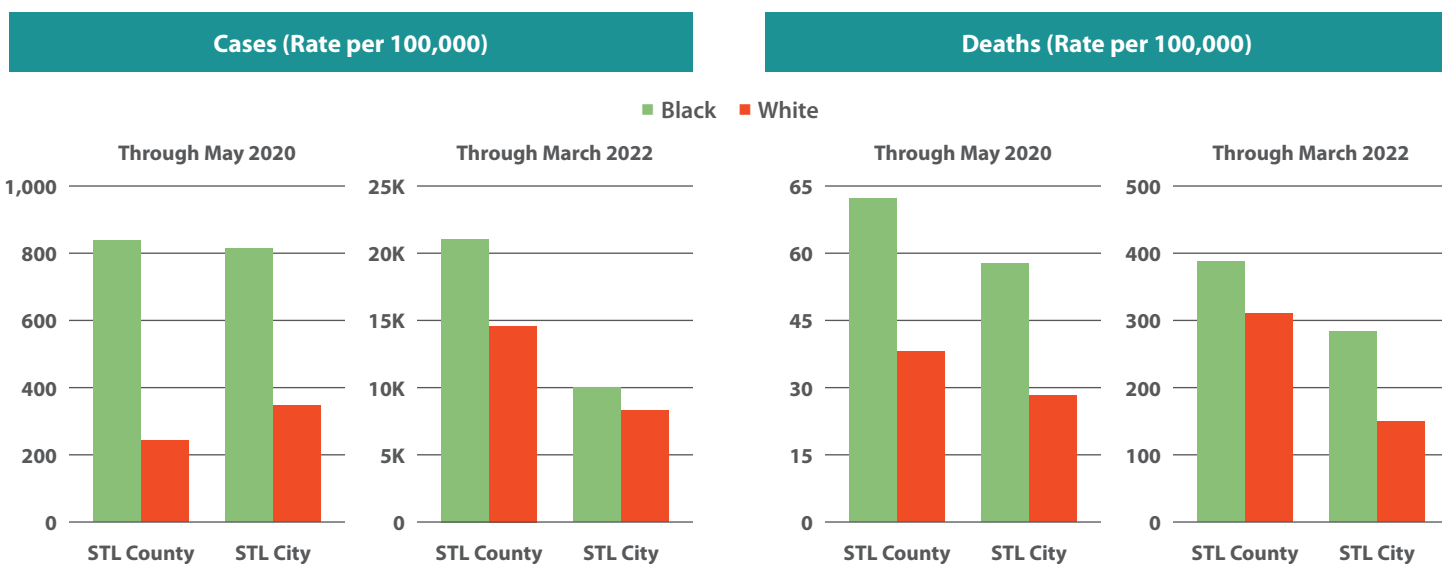 Cases (Rate per 100,000)
Deaths (Rate per 100,000)
Black White
Through May 2020
1,000
800
600
400
200
0
STL County STL City
Through March 2022
25K
20K
15K
10K
5K
0
STL County STL City
Through May 2020
65
60
45
30
15
0
STL County STL City
Through March 2022
500
400
300
200
100
0
STL County STL City